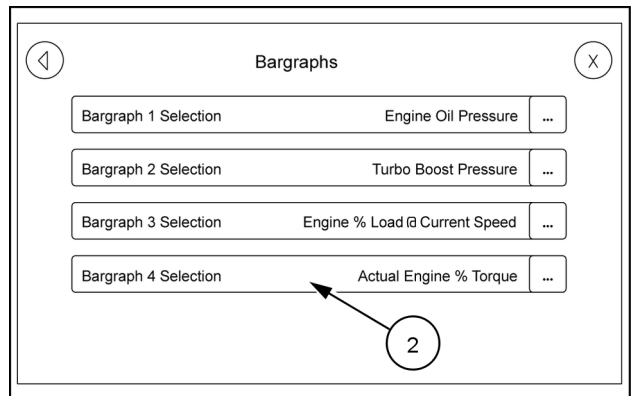 Bargraphs
X
Bargraph 1 Selection Engine Oil Pressure ...
Bargraph 2 Selection Turbo Boost Pressure ...
Bargraph 3 Selection Engine % Load @ Current Speed ...
Bargraph 4 Selection Actual Engine % Torque ...
2